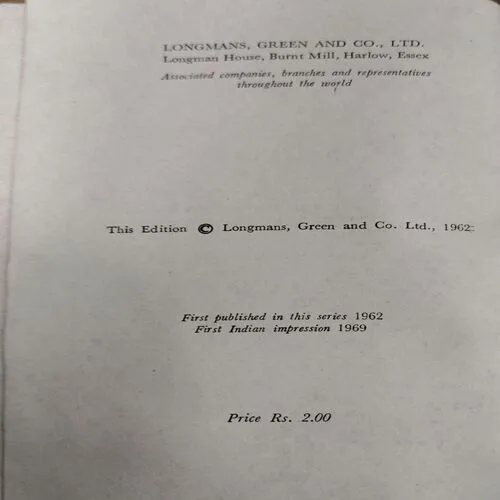 LONGMANS, GREEN AND CO., LTD.
Longman House, Burnt Mill, Harlow, Essex
Associated companies, branches and representatives
throughout the world
This Edition © Longmans, Green and Co. Ltd., 1962
First published in this series 1962
First Indian impression 1969
Price Rs. 2.00